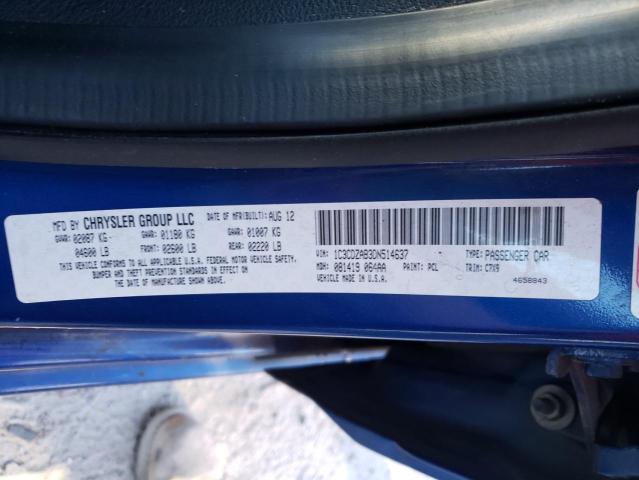 MFD BY CHRYSLER GROUP LLC DATE OF MFR(BUILT): AUG 12
GVWR: 02087 KG GAWR: 01180 KG GAWR: 01007 KG
04600 LB FRONT: 02600 LB REAR: 02220 LB
THIS VEHICLE CONFORMS TO ALL APPLICABLE U.S.A. FEDERAL MOTOR VEHICLE SAFETY,
BUMPER AND THEFT PREVENTION STANDARDS IN EFFECT ON
THE DATE OF MANUFACTURE SHOWN ABOVE.
VIN: 1C3CDZAB3DN514637 TYPE: PASSENGER CAR
MDH: 081419 064AA PAINT: PCL TRIM: C7X9
VEHICLE MADE IN U.S.A. 4658843